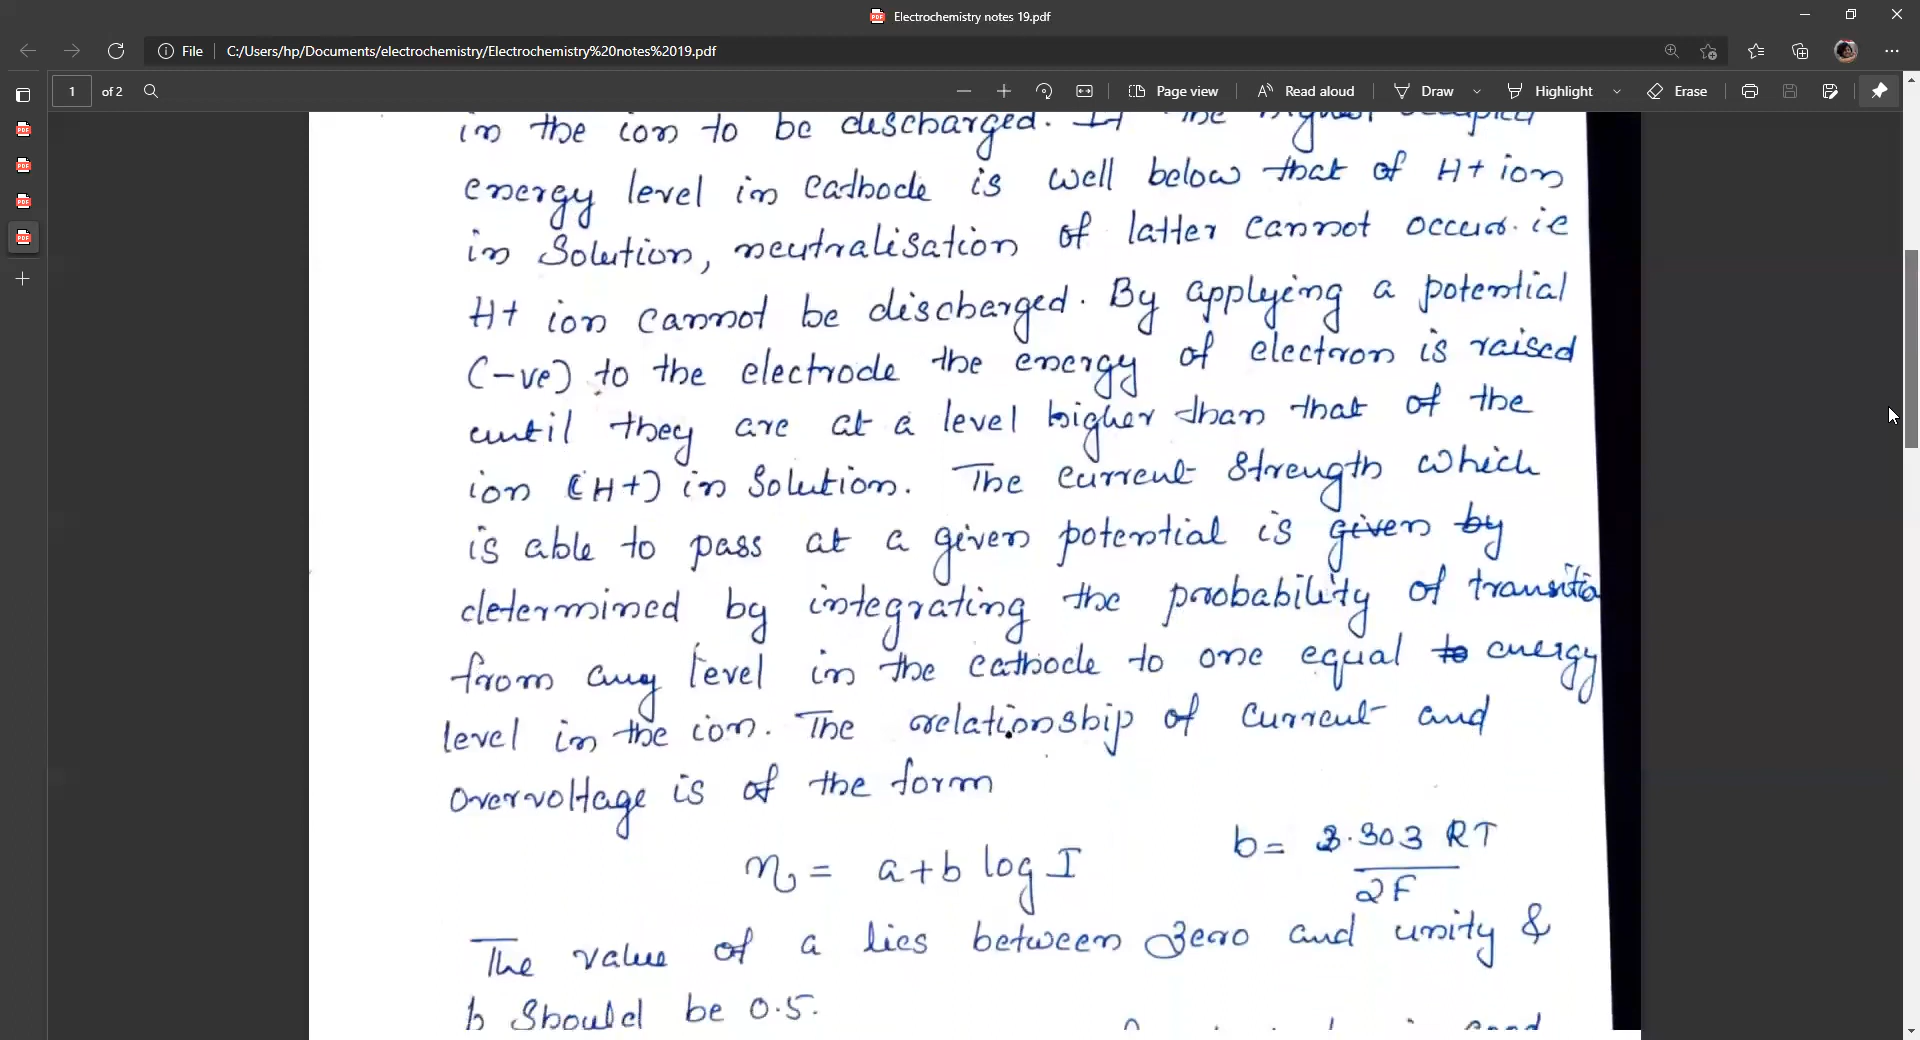 Electrochemistry notes 19.pdf
File C:/Users/hp/Documents/electrochemistry/Electrochemistry%20notes%2019.pdf
1 of 2 Page view Read aloud Draw Highlight Erase
in the ion to be discharged. If the highest occupied
energy level in cathode is well below that of H+ ion
in Solution, neutralisation of latter cannot occur. ie
H+ ion cannot be discharged. By applying a potential
(-ve) to the electrode the energy of electron is raised
until they are at a level higher than that of the
ion (H+) in Solution. The current Strength which
is able to pass at a given potential is given by
determined by integrating the probability of transitio
from any level in the cathode to one equal to energy
level in the ion. The relationship of current and
overvoltage is of the form
η = a+b log I b = 2.303 RT
2F
The value of a lies between Zero and unity &
b Should be 0.5.